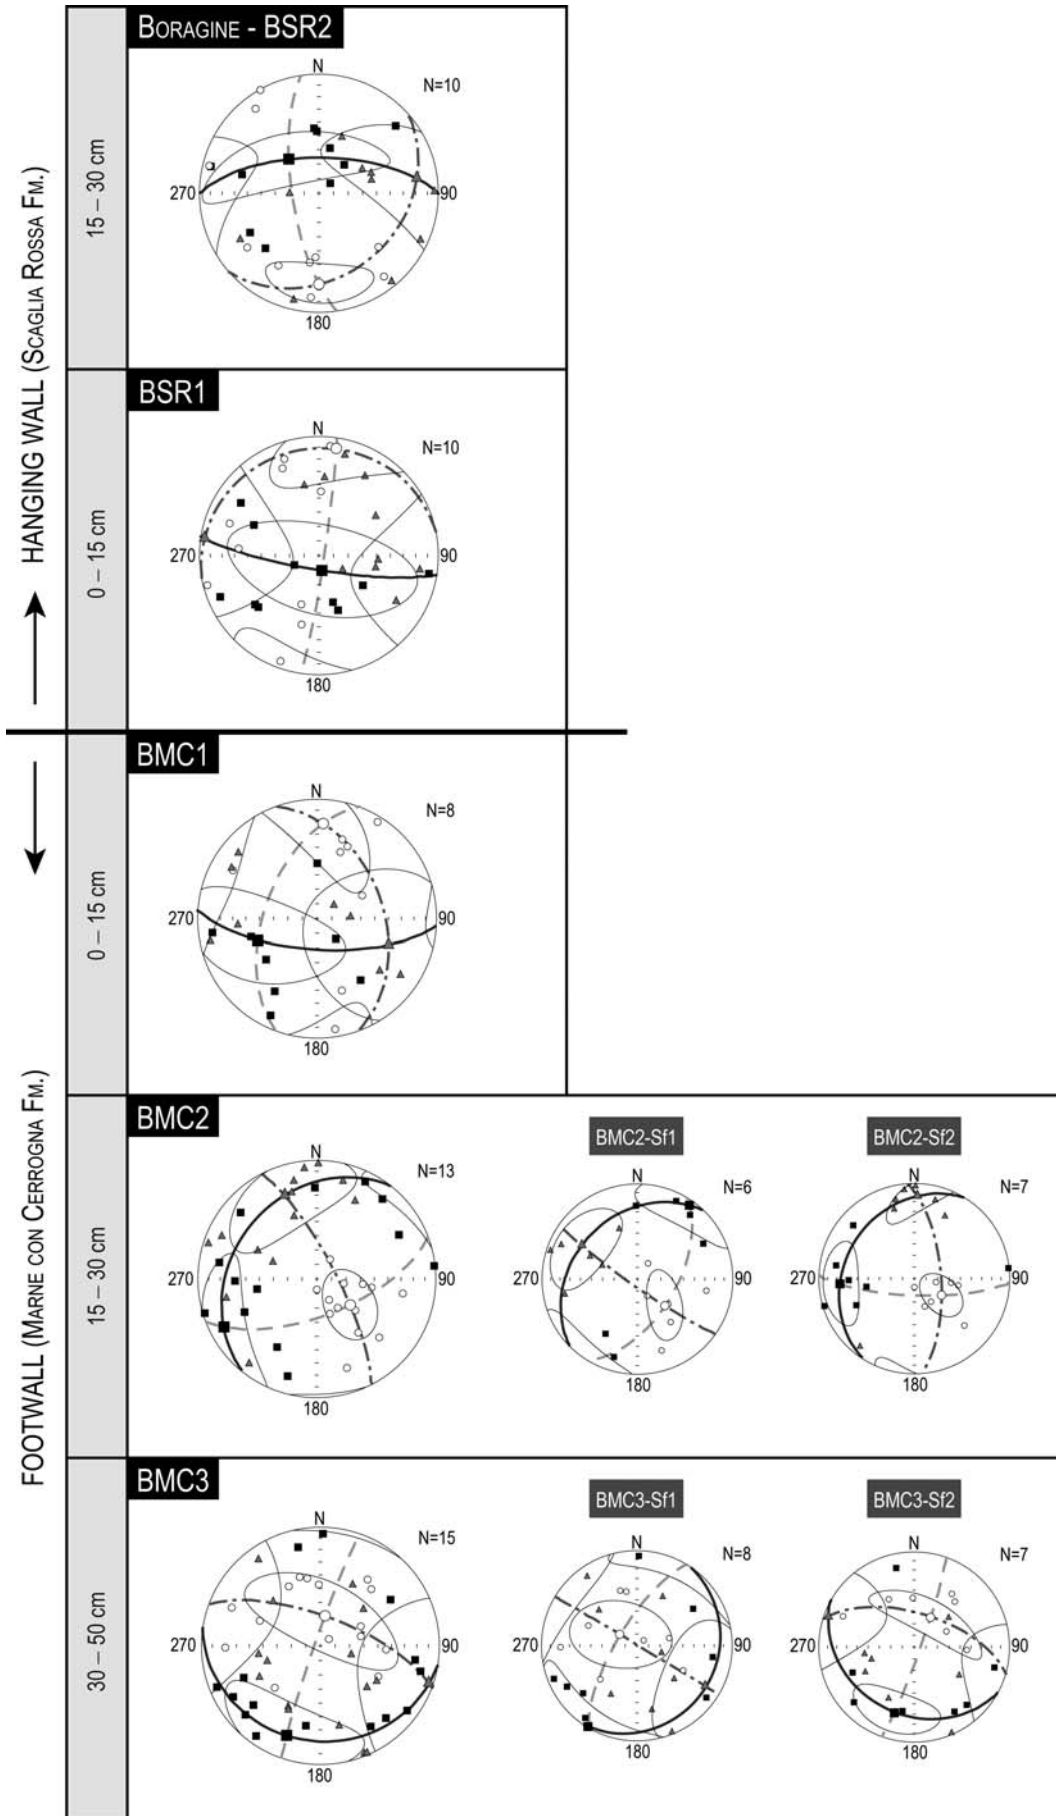 HANGING WALL (SCAGLIA ROSSA FM.)
FOOTWALL (MARNE CON CERROGNA FM.)
15 – 30 cm
BORAGINE - BSR2
N
N=10
270
90
180
0 – 15 cm
BSR1
N
N=10
270
90
180
0 – 15 cm
BMC1
N
N=8
270
90
180
15 – 30 cm
BMC2
N
N=13
270
90
180
BMC2-Sf1
N
N=6
270
90
180
BMC2-Sf2
N
N=7
270
90
180
30 – 50 cm
BMC3
N
N=15
270
90
180
BMC3-Sf1
N
N=8
270
90
180
BMC3-Sf2
N
N=7
270
90
180